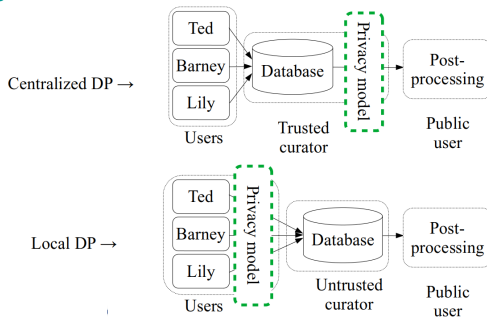 Centralized DP →
Ted
Barney
Lily
Users
Database
Trusted
curator
Privacy model
Post-
processing
Public
user
Local DP →
Ted
Barney
Lily
Users
Privacy model
Database
Untrusted
curator
Post-
processing
Public
user